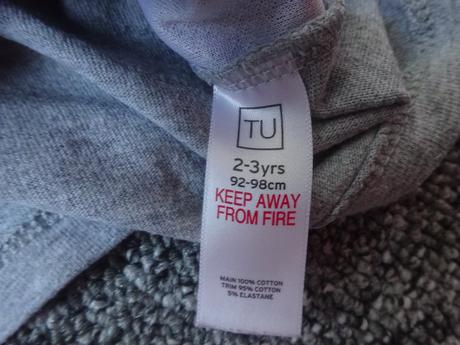 TU
2-3yrs
92-98cm
KEEP AWAY
FROM FIRE
MAIN 100% COTTON
TRIM 95% COTTON
5% ELASTANE